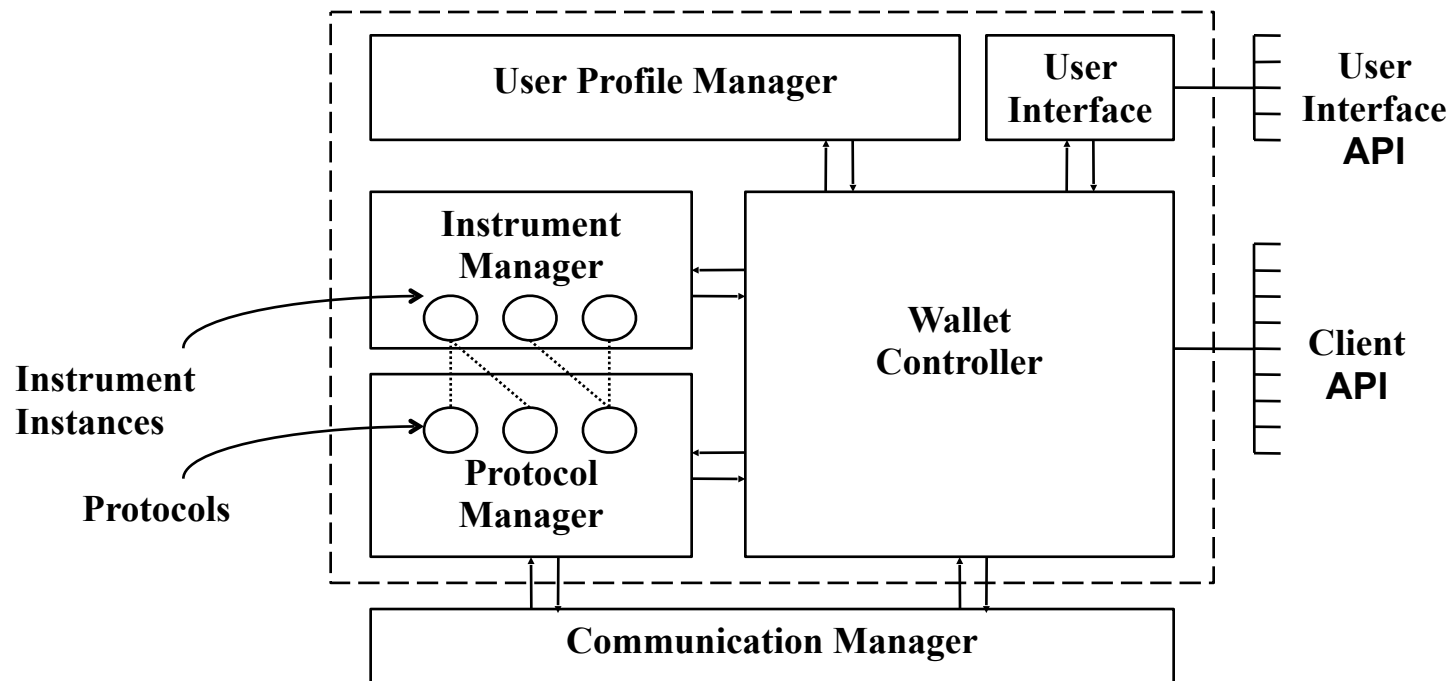 User Profile Manager
User
Interface
User
Interface
API
Instrument
Manager
Wallet
Controller
Client
API
Instrument
Instances
Protocols
Protocol
Manager
Communication Manager